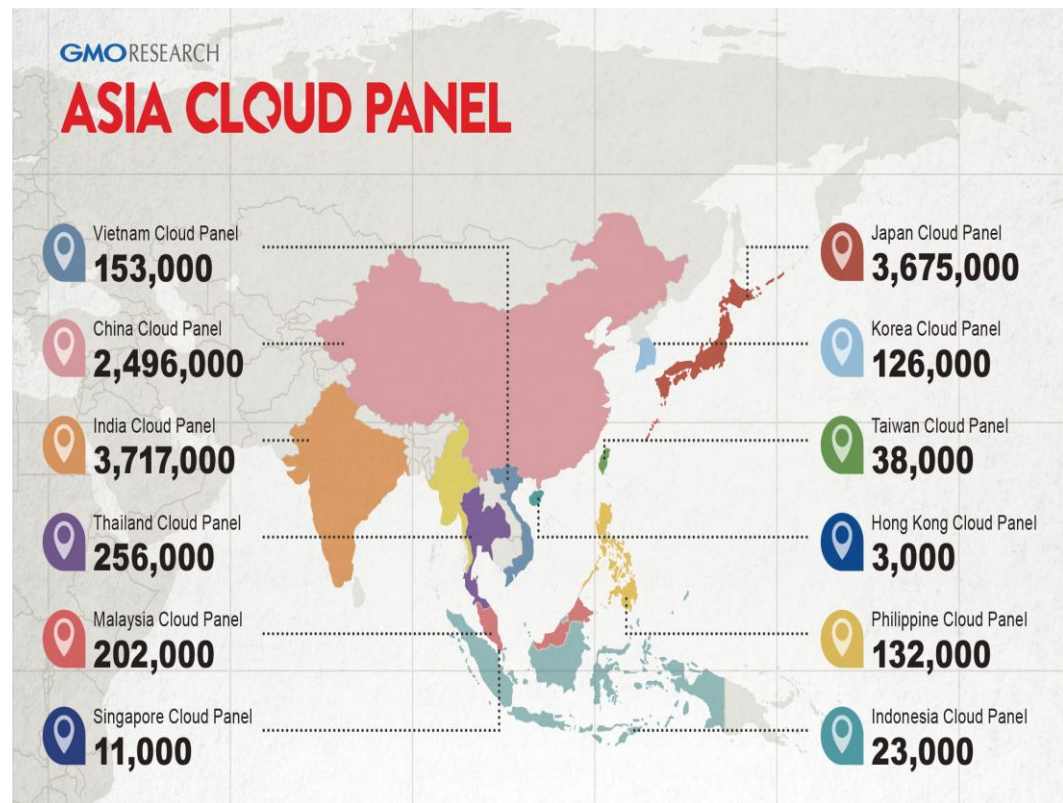 GMORESEARCH
ASIA CLOUD PANEL
Vietnam Cloud Panel
153,000
China Cloud Panel
2,496,000
India Cloud Panel
3,717,000
Thailand Cloud Panel
256,000
Malaysia Cloud Panel
202,000
Singapore Cloud Panel
11,000
Japan Cloud Panel
3,675,000
Korea Cloud Panel
126,000
Taiwan Cloud Panel
38,000
Hong Kong Cloud Panel
3,000
Philippine Cloud Panel
132,000
Indonesia Cloud Panel
23,000